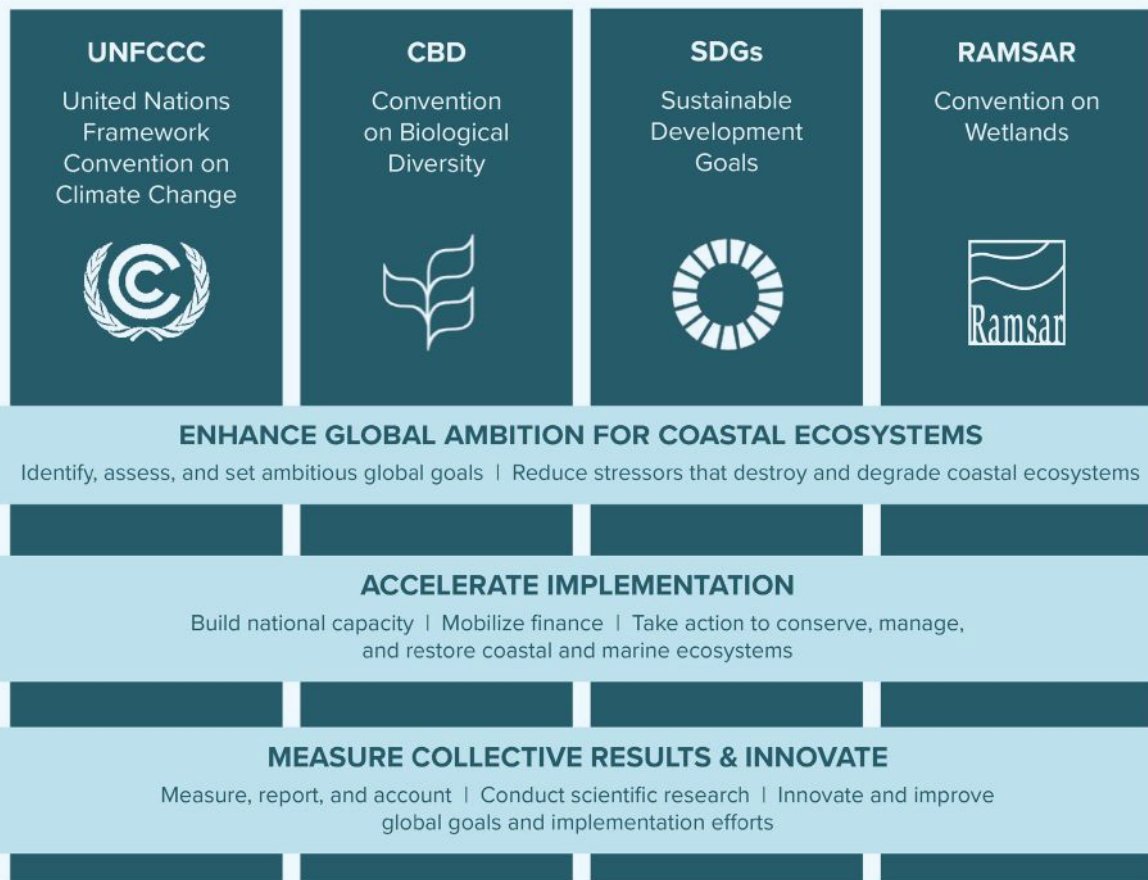 UNFCCC
United Nations
Framework
Convention on
Climate Change
CBD
Convention
on Biological
Diversity
SDGs
Sustainable
Development
Goals
RAMSAR
Convention on
Wetlands
Ramsar
ENHANCE GLOBAL AMBITION FOR COASTAL ECOSYSTEMS
Identify, assess, and set ambitious global goals | Reduce stressors that destroy and degrade coastal ecosystems
ACCELERATE IMPLEMENTATION
Build national capacity | Mobilize finance | Take action to conserve, manage,
and restore coastal and marine ecosystems
MEASURE COLLECTIVE RESULTS & INNOVATE
Measure, report, and account | Conduct scientific research | Innovate and improve
global goals and implementation efforts